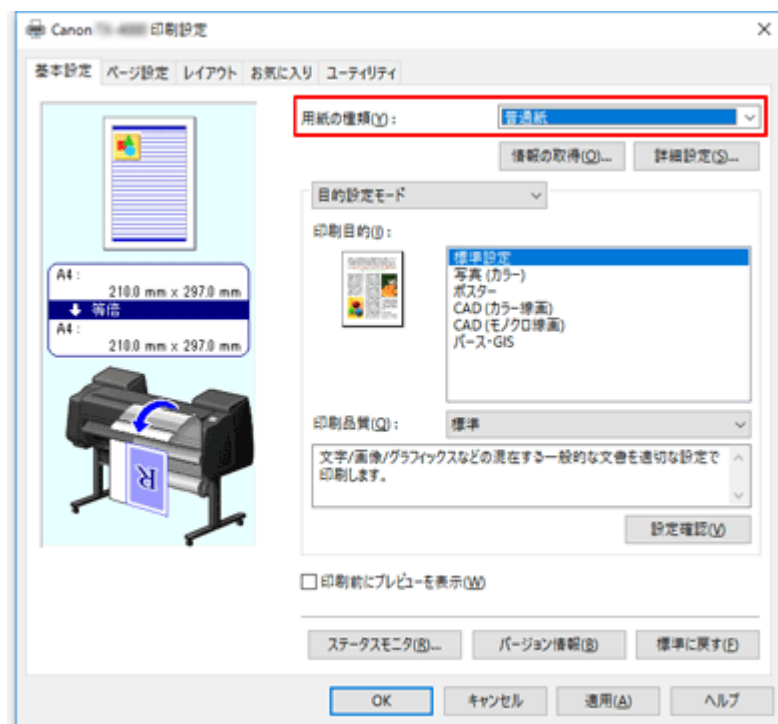 Canon 印刷設定
基本設定 ページ設定 レイアウト お気に入り ユーティリティ
用紙の種類(Y): 普通紙
情報の取得(O)... 詳細設定(S)...
目的設定モード
印刷目的(I):
標準設定
写真 (カラー)
ポスター
CAD (カラー線画)
CAD (モノクロ線画)
パース・GIS
A4 :
210.0 mm x 297.0 mm
等倍
A4 :
210.0 mm x 297.0 mm
R
印刷品質(Q): 標準
文字/画像/グラフィックスなどの混在する一般的な文書を適切な設定で
印刷します。
設定確認(V)
印刷前にプレビューを表示(W)
ステータスモニタ(R)... バージョン情報(B) 標準に戻す(F)
OK キャンセル 適用(A) ヘルプ